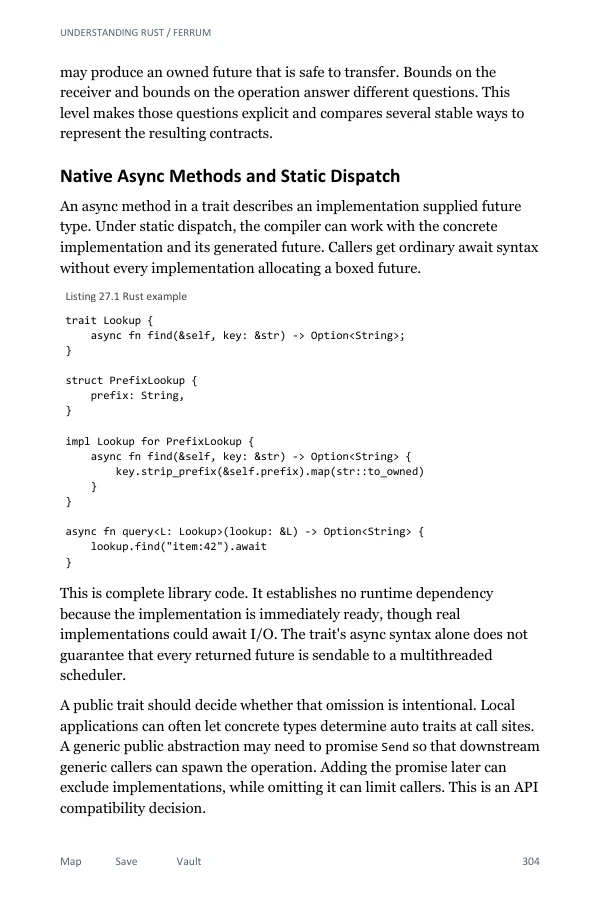 UNDERSTANDING RUST / FERRUM
may produce an owned future that is safe to transfer. Bounds on the
receiver and bounds on the operation answer different questions. This
level makes those questions explicit and compares several stable ways to
represent the resulting contracts.
Native Async Methods and Static Dispatch
An async method in a trait describes an implementation supplied future
type. Under static dispatch, the compiler can work with the concrete
implementation and its generated future. Callers get ordinary await syntax
without every implementation allocating a boxed future.
Listing 27.1 Rust example
trait Lookup {
    async fn find(&self, key: &str) -> Option<String>;
}
struct PrefixLookup {
    prefix: String,
}
impl Lookup for PrefixLookup {
    async fn find(&self, key: &str) -> Option<String> {
        key.strip_prefix(&self.prefix).map(str::to_owned)
    }
}
async fn query<L: Lookup>(lookup: &L) -> Option<String> {
    lookup.find("item:42").await
}
This is complete library code. It establishes no runtime dependency
because the implementation is immediately ready, though real
implementations could await I/O. The trait's async syntax alone does not
guarantee that every returned future is sendable to a multithreaded
scheduler.
A public trait should decide whether that omission is intentional. Local
applications can often let concrete types determine auto traits at call sites.
A generic public abstraction may need to promise Send so that downstream
generic callers can spawn the operation. Adding the promise later can
exclude implementations, while omitting it can limit callers. This is an API
compatibility decision.
Map Save Vault 304